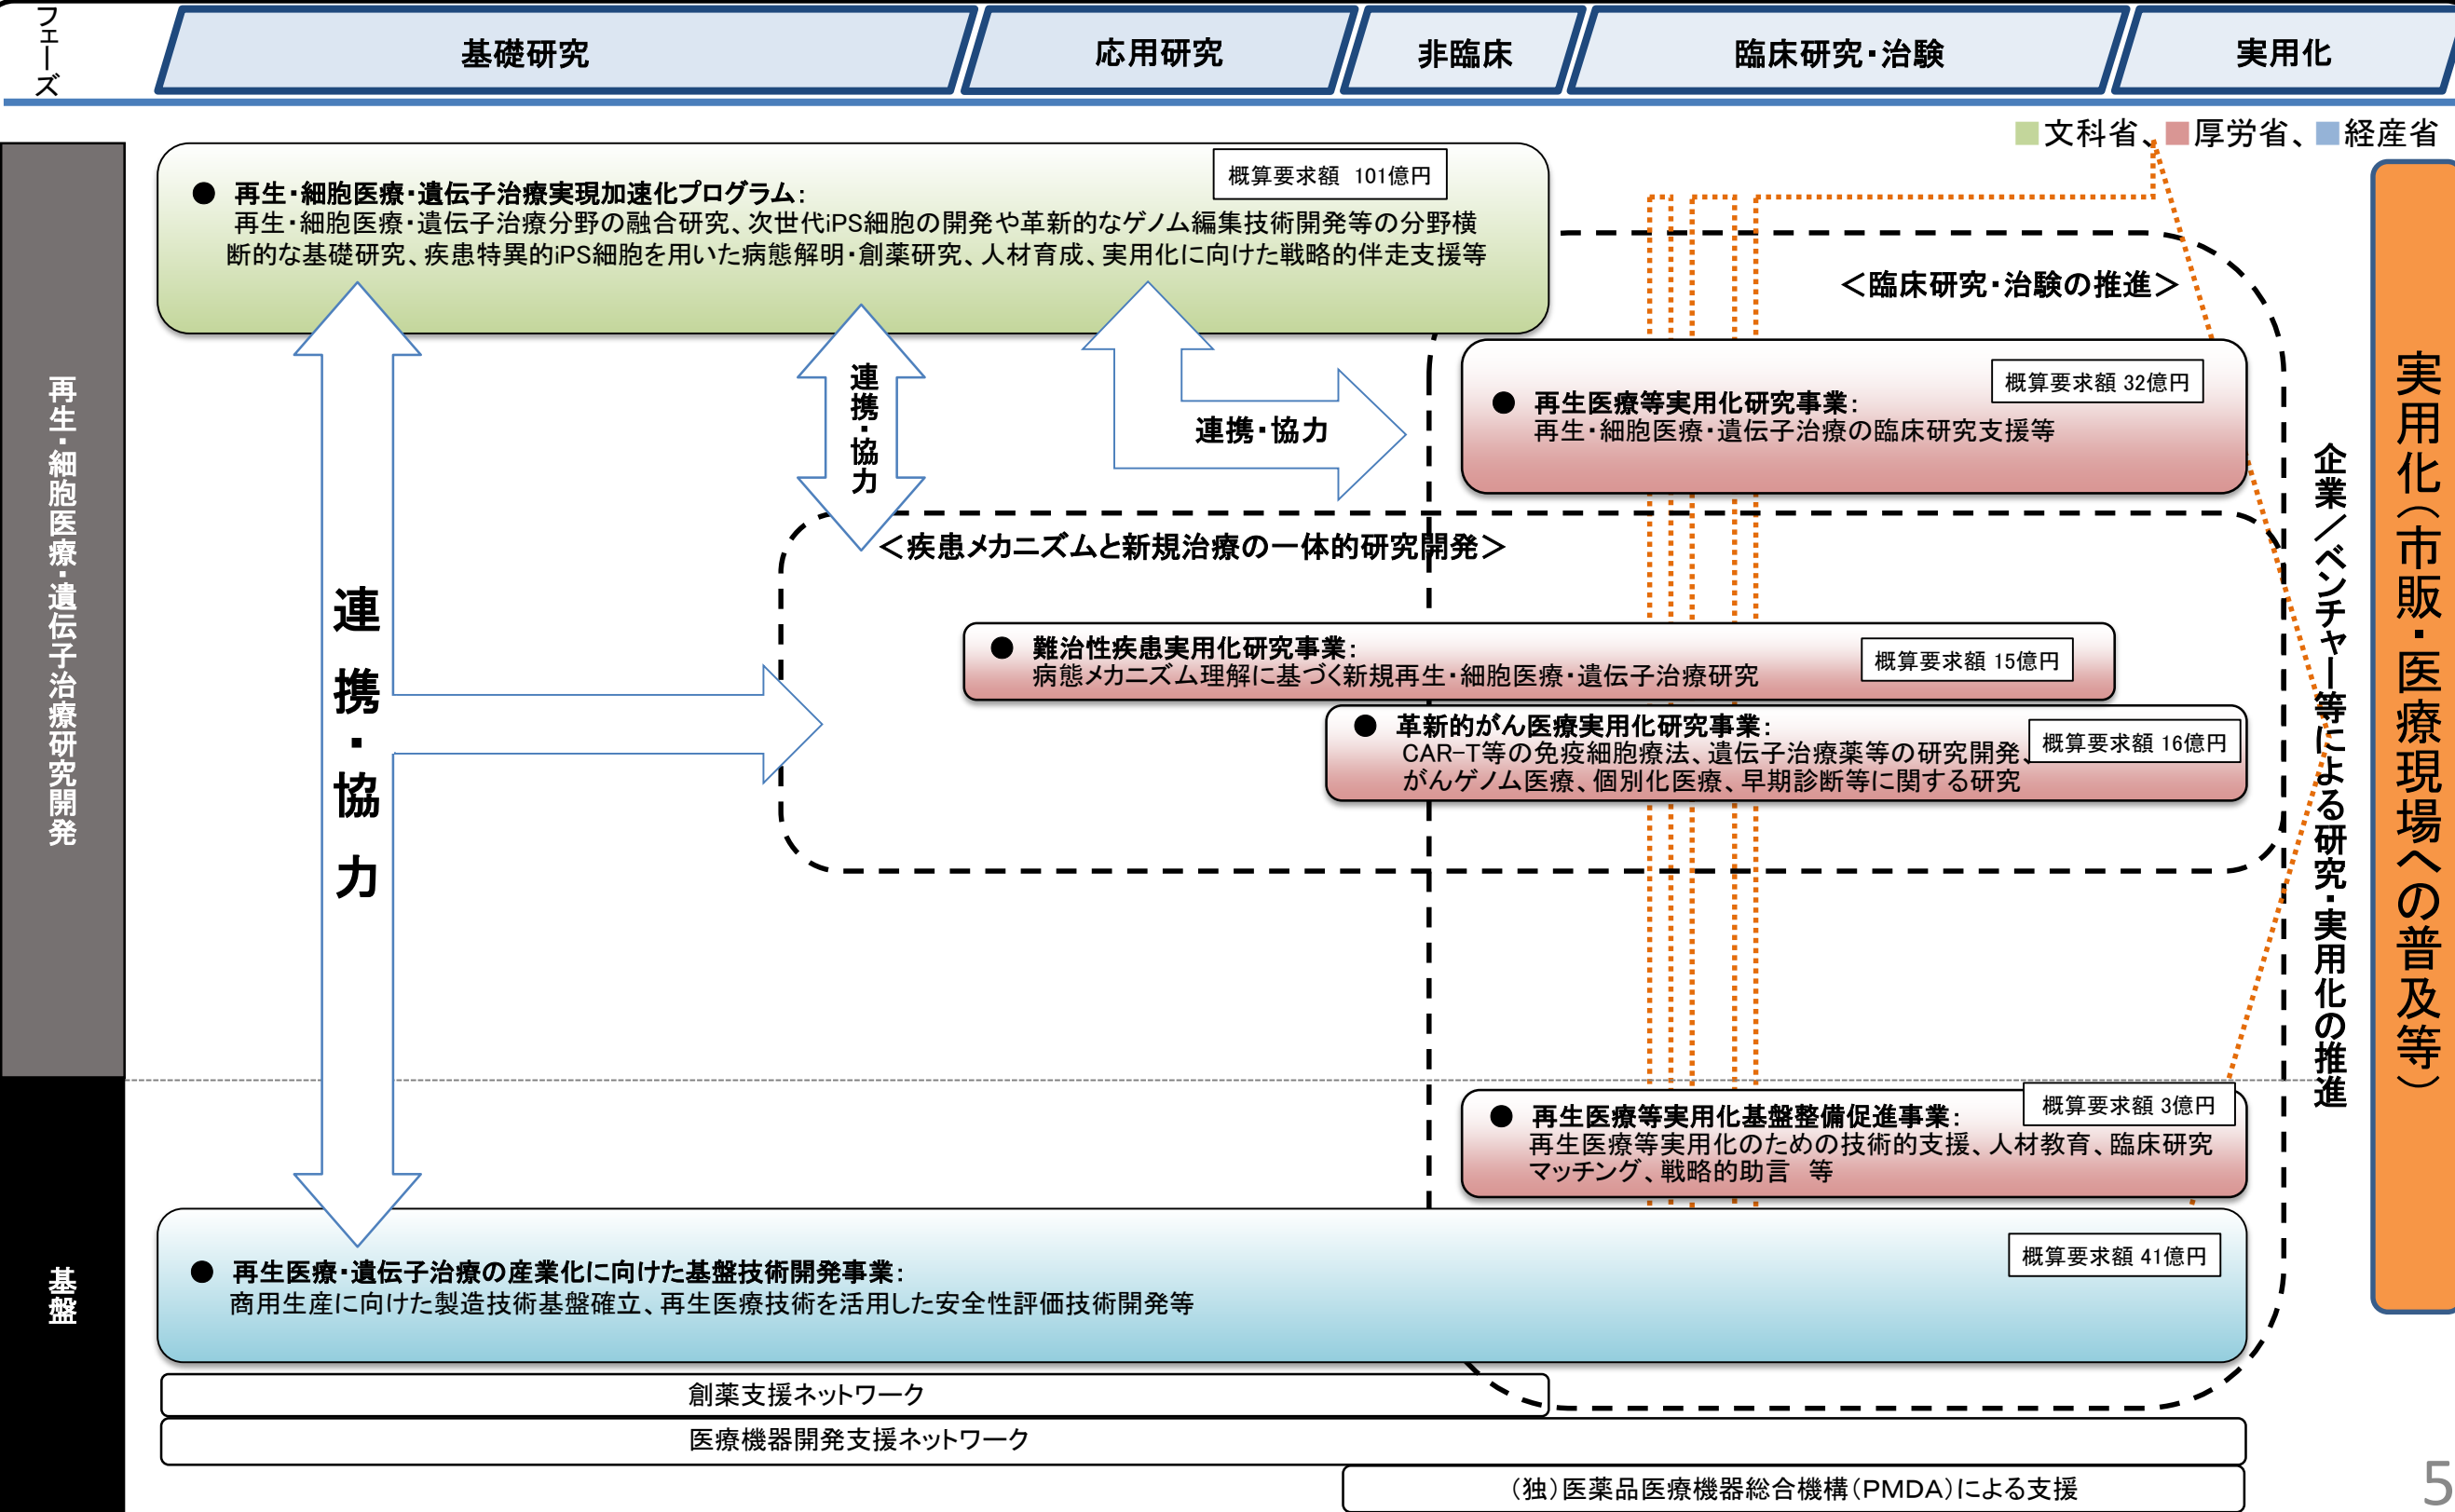 フェーズ
基礎研究
応用研究
非臨床
臨床研究・治験
実用化
■文科省、■厚労省、■経産省
再生・細胞医療・遺伝子治療研究開発
基盤
● 再生・細胞医療・遺伝子治療実現加速化プログラム：
概算要求額 101億円
再生・細胞医療・遺伝子治療分野の融合研究、次世代iPS細胞の開発や革新的なゲノム編集技術開発等の分野横
断的な基礎研究、疾患特異的iPS細胞を用いた病態解明・創薬研究、人材育成、実用化に向けた戦略的伴走支援等
＜臨床研究・治験の推進＞
連携・協力
連携・協力
連携・協力
● 再生医療等実用化研究事業：
概算要求額 32億円
再生・細胞医療・遺伝子治療の臨床研究支援等
＜疾患メカニズムと新規治療の一体的研究開発＞
● 難治性疾患実用化研究事業：
概算要求額 15億円
病態メカニズム理解に基づく新規再生・細胞医療・遺伝子治療研究
● 革新的がん医療実用化研究事業：
概算要求額 16億円
CAR-T等の免疫細胞療法、遺伝子治療薬等の研究開発、
がんゲノム医療、個別化医療、早期診断等に関する研究
● 再生医療等実用化基盤整備促進事業：
概算要求額 3億円
再生医療等実用化のための技術的支援、人材教育、臨床研究
マッチング、戦略的助言　等
● 再生医療・遺伝子治療の産業化に向けた基盤技術開発事業：
概算要求額 41億円
商用生産に向けた製造技術基盤確立、再生医療技術を活用した安全性評価技術開発等
企業／ベンチャー等による研究・実用化の推進
実用化（市販・医療現場への普及等）
創薬支援ネットワーク
医療機器開発支援ネットワーク
（独）医薬品医療機器総合機構（PMDA）による支援
5